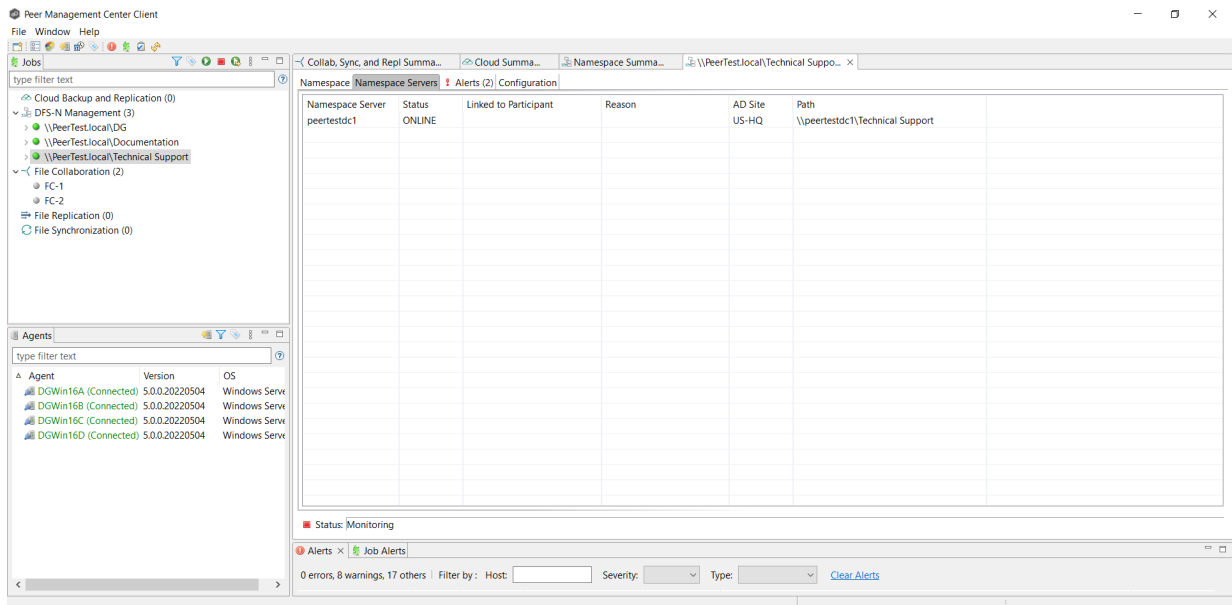 Peer Management Center Client
File Window Help
Jobs
type filter text
Cloud Backup and Replication (0)
DFS-N Management (3)
\\PeerTest.local\DG
\\PeerTest.local\Documentation
\\PeerTest.local\Technical Support
File Collaboration (2)
FC-1
FC-2
File Replication (0)
File Synchronization (0)
Agents
type filter text
Agent Version OS
DGWin16A (Connected) 5.0.0.20220504 Windows Serve
DGWin16B (Connected) 5.0.0.20220504 Windows Serve
DGWin16C (Connected) 5.0.0.20220504 Windows Serve
DGWin16D (Connected) 5.0.0.20220504 Windows Serve
Collab, Sync, and Repl Summa... Cloud Summa... Namespace Summa... \\PeerTest.local\Technical Suppo...
Namespace Namespace Servers Alerts (2) Configuration
Namespace Server Status Linked to Participant Reason AD Site Path
peertestdc1 ONLINE US-HQ \\peertestdc1\Technical Support
Status: Monitoring
Alerts Job Alerts
0 errors, 8 warnings, 17 others Filter by : Host: Severity: Type: Clear Alerts